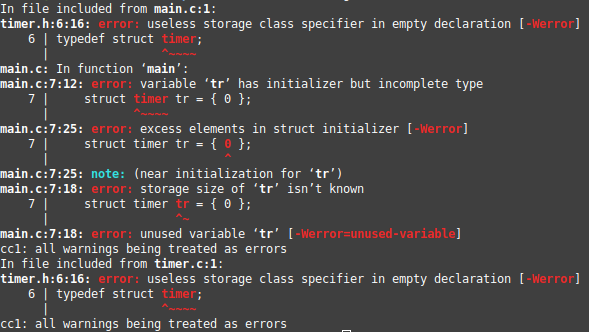 In file included from main.c:1:
timer.h:6:16: error: useless storage class specifier in empty declaration [-Werror]
    6 | typedef struct timer;
      |                ^~~~~
main.c: In function ‘main’:
main.c:7:12: error: variable ‘tr’ has initializer but incomplete type
    7 |     struct timer tr = { 0 };
      |            ^~~~~
main.c:7:25: error: excess elements in struct initializer [-Werror]
    7 |     struct timer tr = { 0 };
      |                         ^
main.c:7:25: note: (near initialization for ‘tr’)
main.c:7:18: error: storage size of ‘tr’ isn’t known
    7 |     struct timer tr = { 0 };
      |                  ^~
main.c:7:18: error: unused variable ‘tr’ [-Werror=unused-variable]
cc1: all warnings being treated as errors
In file included from timer.c:1:
timer.h:6:16: error: useless storage class specifier in empty declaration [-Werror]
    6 | typedef struct timer;
      |                ^~~~~
cc1: all warnings being treated as errors